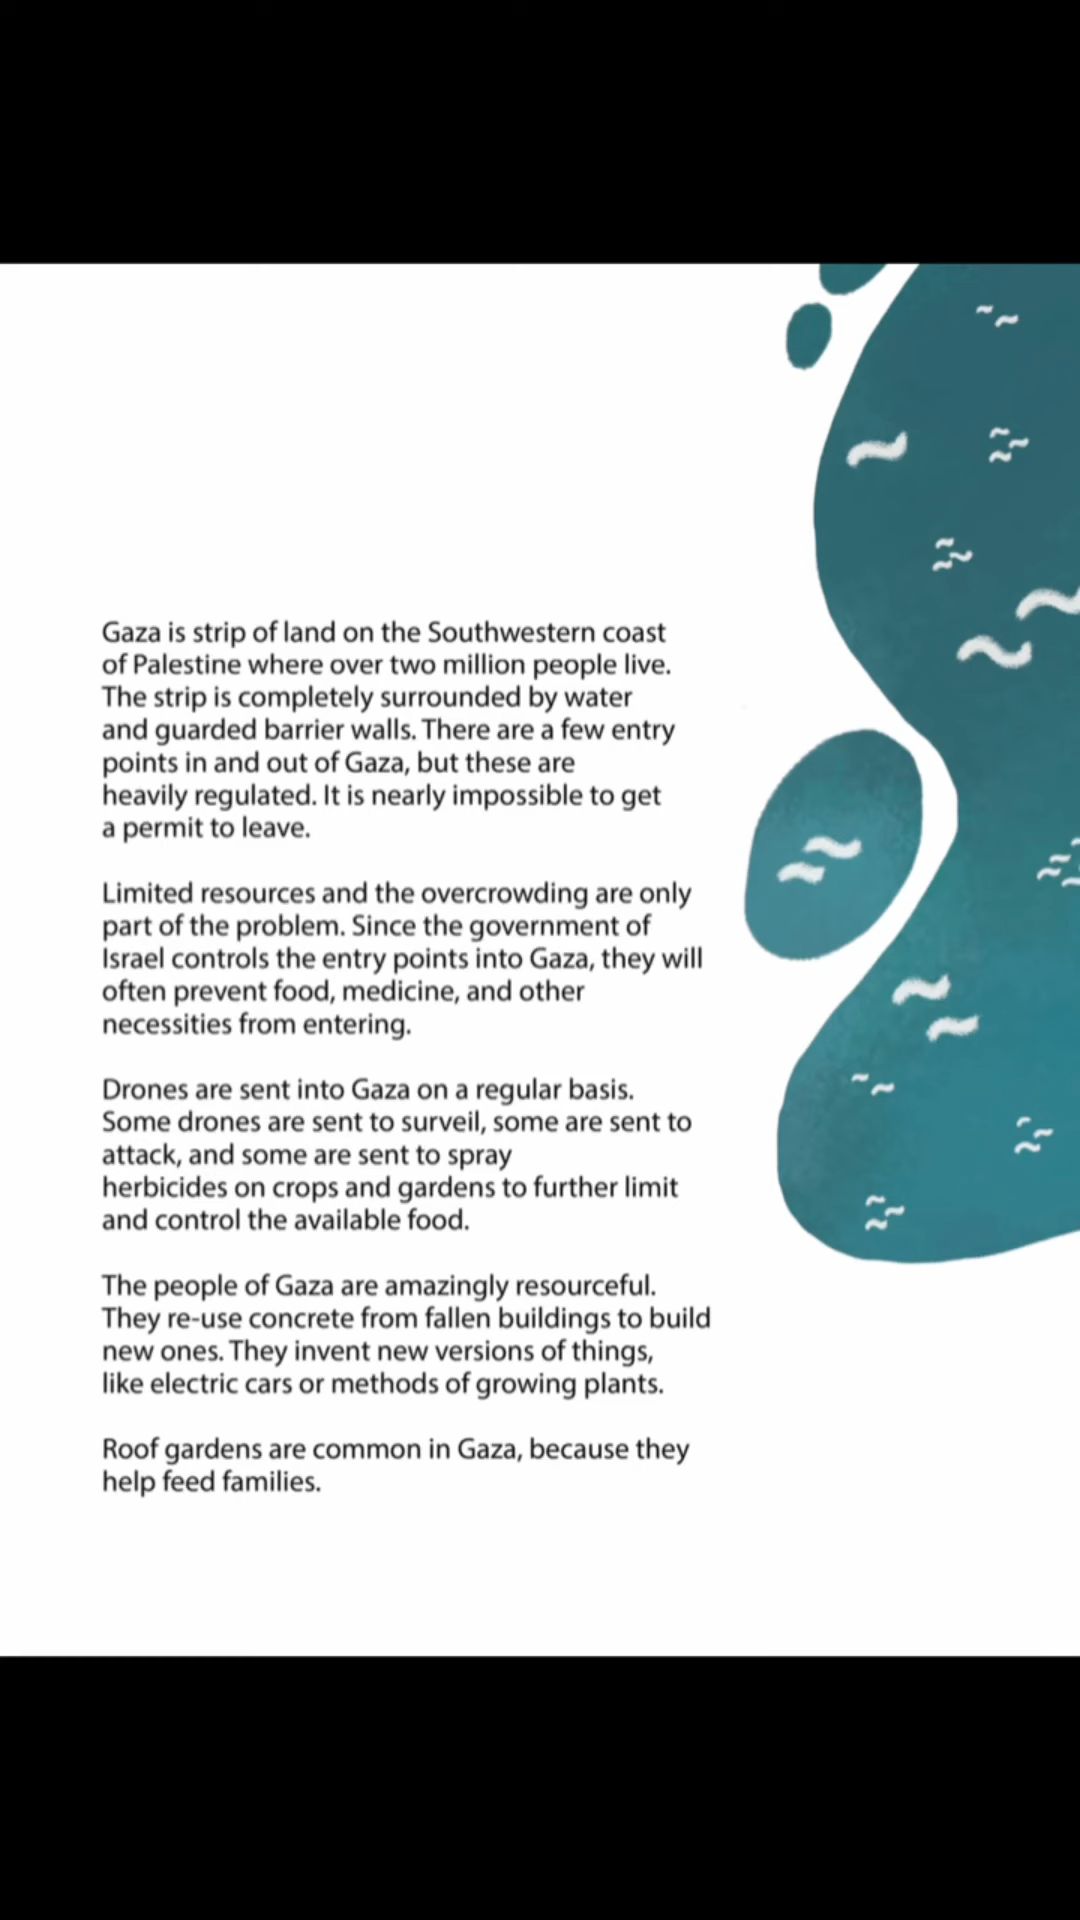 Gaza is strip of land on the Southwestern coast
of Palestine where over two million people live.
The strip is completely surrounded by water
and guarded barrier walls. There are a few entry
points in and out of Gaza, but these are
heavily regulated. It is nearly impossible to get
a permit to leave.
Limited resources and the overcrowding are only
part of the problem. Since the government of
Israel controls the entry points into Gaza, they will
often prevent food, medicine, and other
necessities from entering.
Drones are sent into Gaza on a regular basis.
Some drones are sent to surveil, some are sent to
attack, and some are sent to spray
herbicides on crops and gardens to further limit
and control the available food.
The people of Gaza are amazingly resourceful.
They re-use concrete from fallen buildings to build
new ones. They invent new versions of things,
like electric cars or methods of growing plants.
Roof gardens are common in Gaza, because they
help feed families.